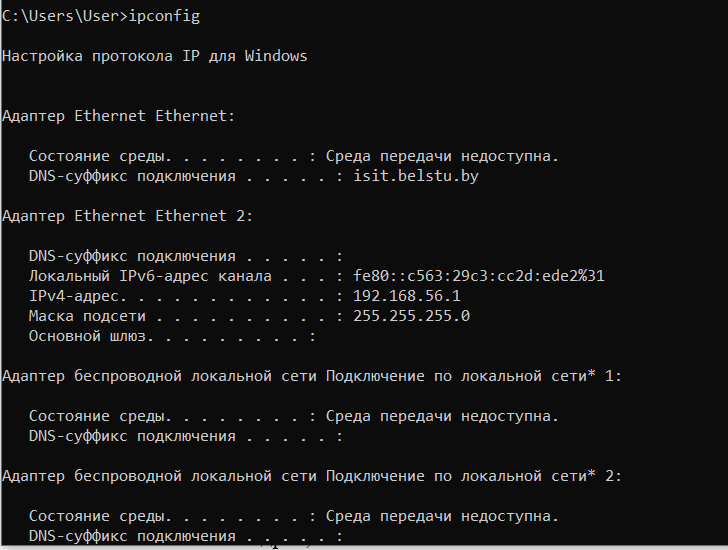 C:\Users\User>ipconfig
Настройка протокола IP для Windows
Адаптер Ethernet Ethernet:
Состояние среды. . . . . . . . : Среда передачи недоступна.
DNS-суффикс подключения . . . . . : isit.belstu.by
Адаптер Ethernet Ethernet 2:
DNS-суффикс подключения . . . . . :
Локальный IPv6-адрес канала . . . : fe80::c563:29c3:cc2d:ede2%31
IPv4-адрес. . . . . . . . . . . . : 192.168.56.1
Маска подсети . . . . . . . . . . : 255.255.255.0
Основной шлюз. . . . . . . . . :
Адаптер беспроводной локальной сети Подключение по локальной сети* 1:
Состояние среды. . . . . . . . : Среда передачи недоступна.
DNS-суффикс подключения . . . . . :
Адаптер беспроводной локальной сети Подключение по локальной сети* 2:
Состояние среды. . . . . . . . : Среда передачи недоступна.
DNS-суффикс подключения . . . . . :